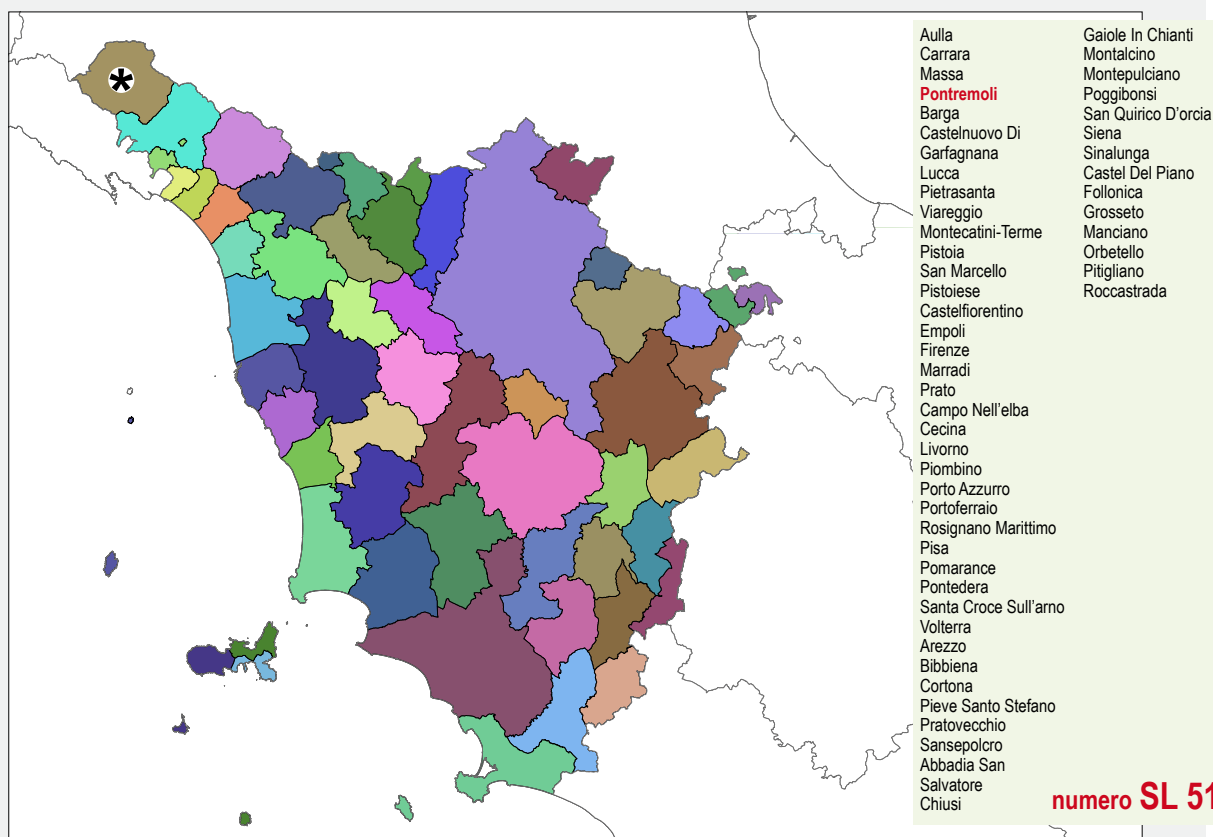 Aulla
Carrara
Massa
Pontremoli
Barga
Castelnuovo Di
Garfagnana
Lucca
Pietrasanta
Viareggio
Montecatini-Terme
Pistoia
San Marcello
Pistoiese
Castelfiorentino
Empoli
Firenze
Marradi
Prato
Campo Nell'elba
Cecina
Livorno
Piombino
Porto Azzurro
Portoferraio
Rosignano Marittimo
Pisa
Pomarance
Pontedera
Santa Croce Sull'arno
Volterra
Arezzo
Bibbiena
Cortona
Pieve Santo Stefano
Pratovecchio
Sansepolcro
Abbadia San
Salvatore
Chiusi
Gaiole In Chianti
Montalcino
Montepulciano
Poggibonsi
San Quirico D'orcia
Siena
Sinalunga
Castel Del Piano
Follonica
Grosseto
Manciano
Orbetello
Pitigliano
Roccastrada
numero SL 51
*